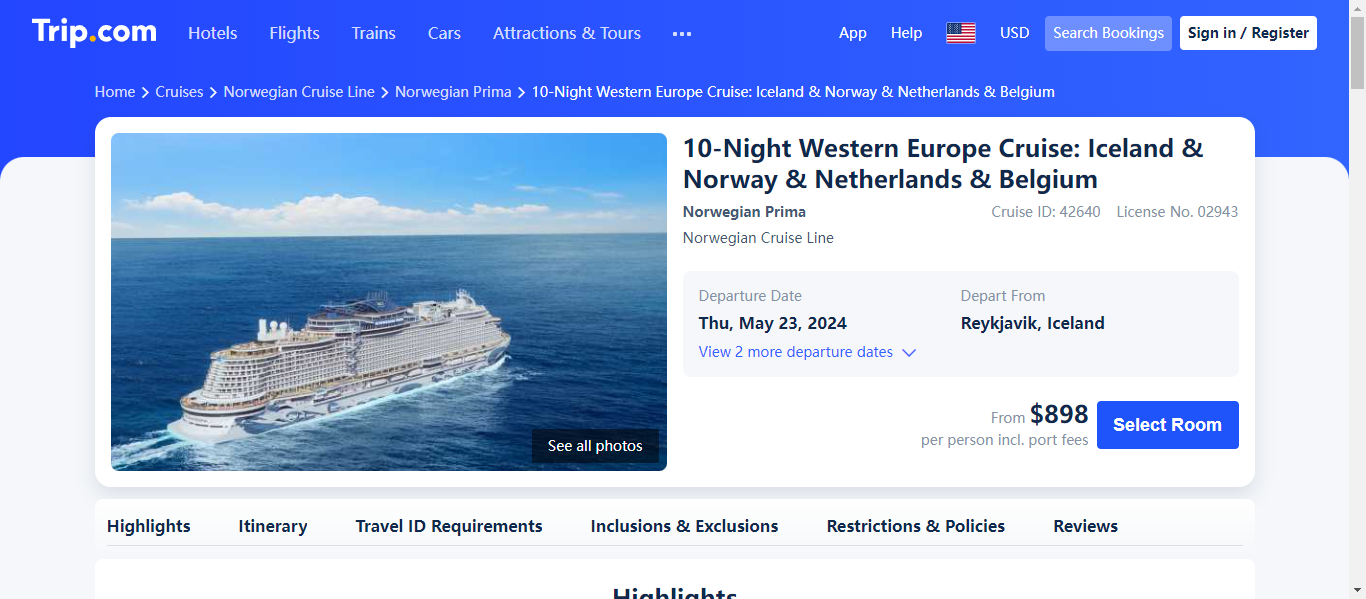 Trip.com
Hotels
Flights
Trains
Cars
Attractions & Tours
App
Help
USD
Search Bookings
Sign in / Register
Home > Cruises > Norwegian Cruise Line > Norwegian Prima > 10-Night Western Europe Cruise: Iceland & Norway & Netherlands & Belgium
See all photos
10-Night Western Europe Cruise: Iceland &
Norway & Netherlands & Belgium
Norwegian Prima
Cruise ID: 42640
License No. 02943
Norwegian Cruise Line
Departure Date
Thu, May 23, 2024
View 2 more departure dates
Depart From
Reykjavik, Iceland
From $898
per person incl. port fees
Select Room
Highlights
Itinerary
Travel ID Requirements
Inclusions & Exclusions
Restrictions & Policies
Reviews
Highlights